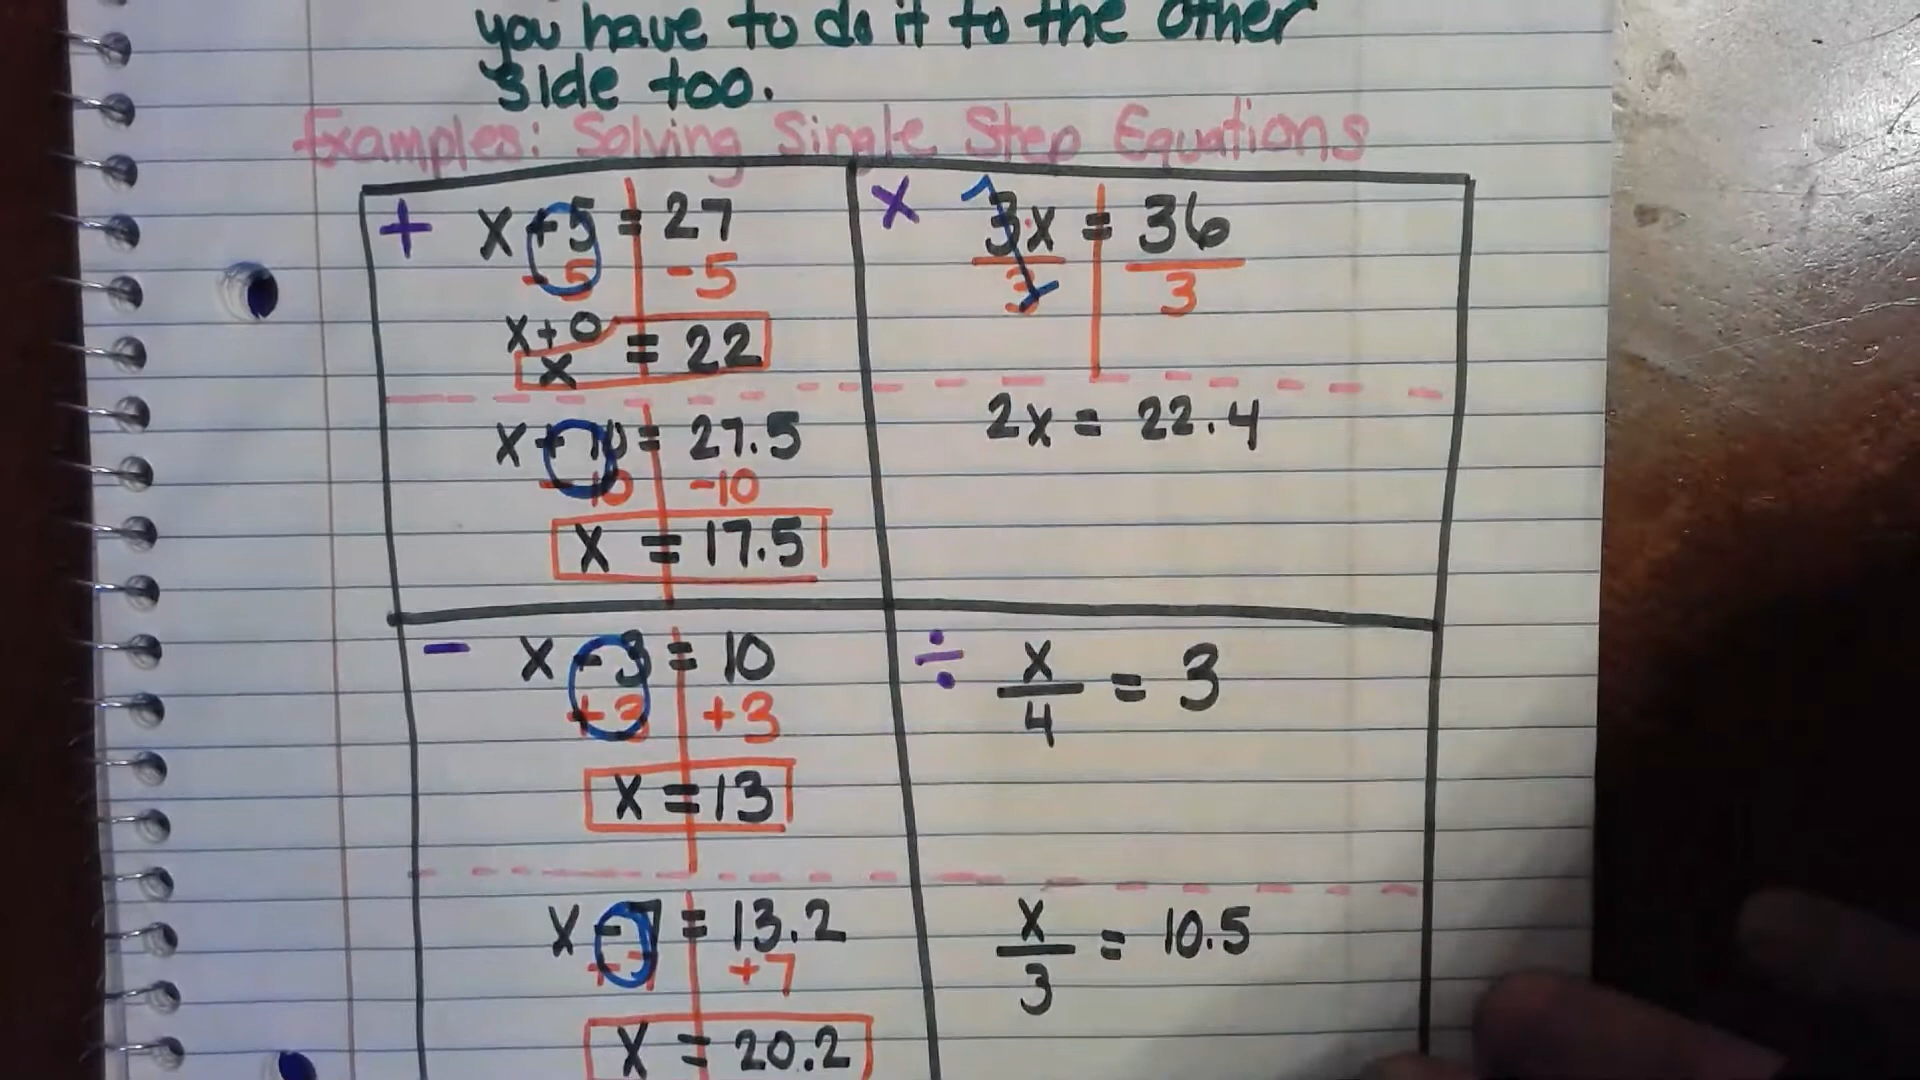 you have to do it to the other
side too.
Examples: Solving Single Step Equations
+ x + 5 = 27
- 5 -5
x + 0
x = 22
x + 10 = 27.5
- 10 -10
x = 17.5
x 3x = 36
3 3
1
2x = 22.4
- x - 3 = 10
+3 +3
x = 13
x - 7 = 13.2
+7 +7
x = 20.2
÷ x
4 = 3
x
3 = 10.5